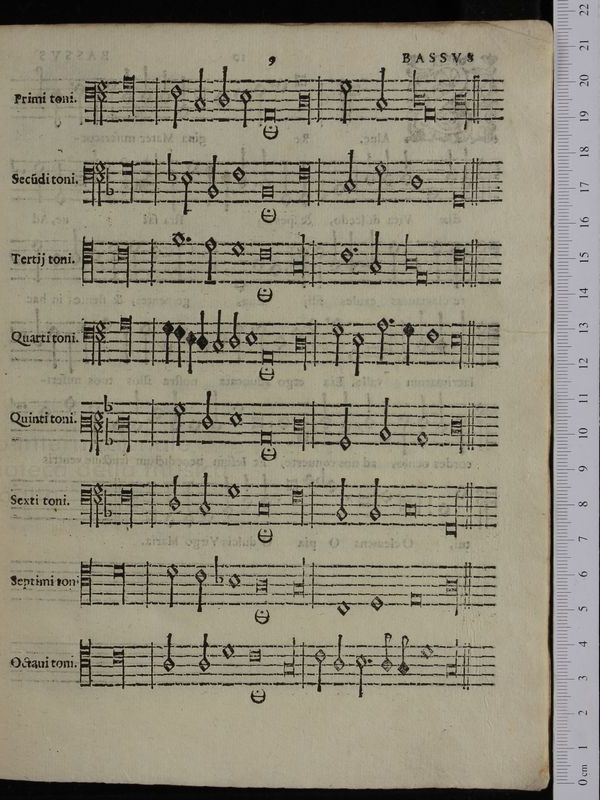 9 BASSVS
Primi toni.
Secūdi toni.
Tertij toni.
Quarti toni.
Quinti toni.
Sexti toni.
Septimi toni.
Octaui toni.
0 cm 1 2 3 4 5 6 7 8 9 10 11 12 13 14 15 16 17 18 19 20 21 22